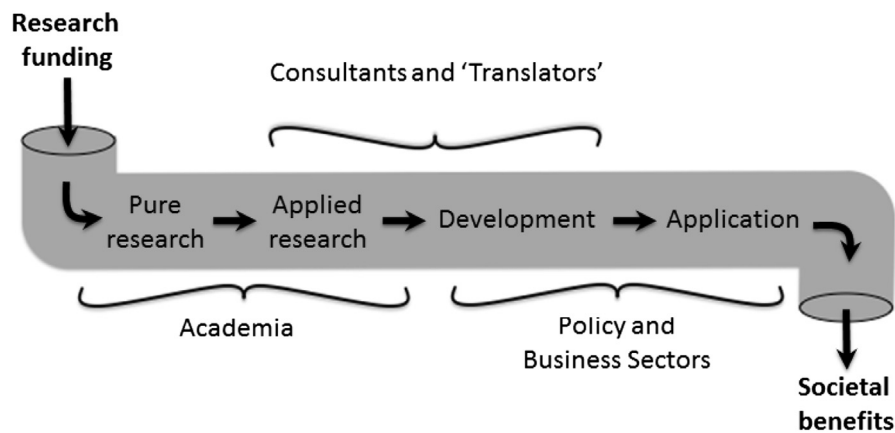 Research
funding
Consultants and ‘Translators’
Pure
research
Applied
research
Development
Application
Academia
Policy and
Business Sectors
Societal
benefits